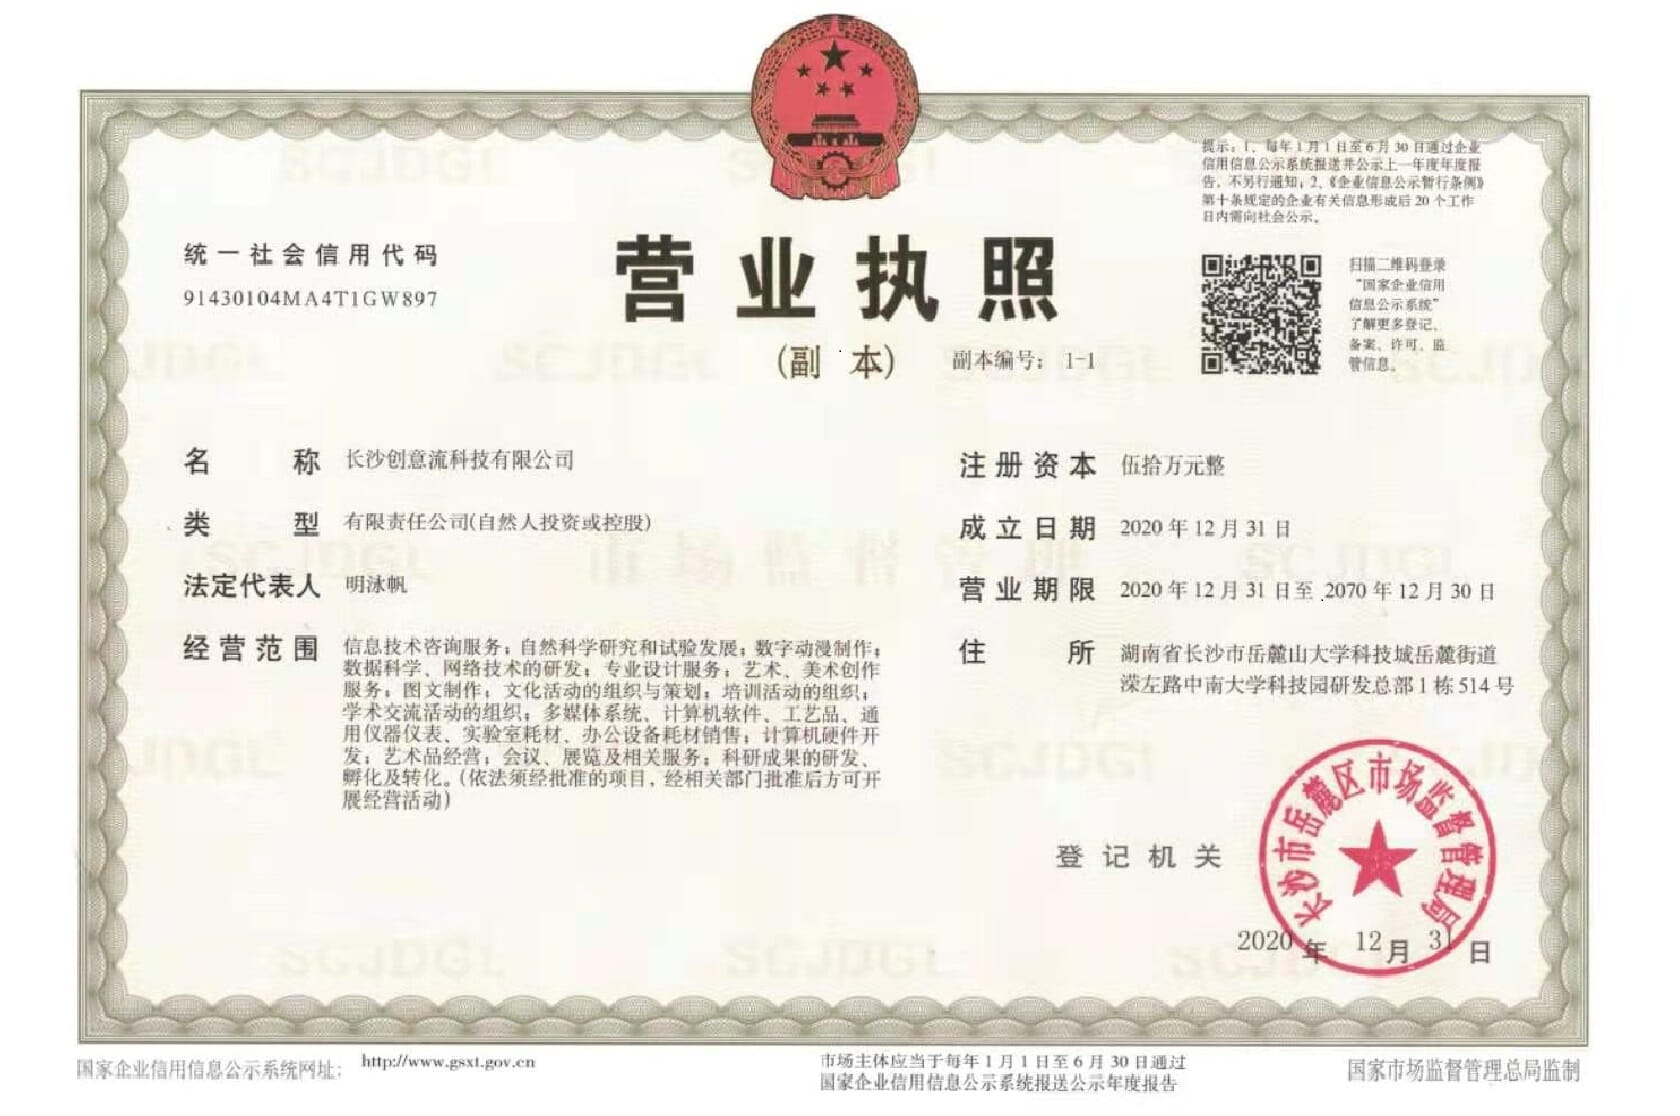 提示：1、每年1月1日至6月30日通过企业
信用信息公示系统报送并公示上一年度年度报
告，不另行通知；2、《企业信息公示暂行条例》
第十条规定的企业有关信息形成后20个工作
日内需向社会公示。
统一社会信用代码
91430104MA4T1GW897
营业执照
(副 本)
副本编号： 1-1
扫描二维码登录
“国家企业信用
信息公示系统”
了解更多登记、
备案、许可、监
管信息。
名 称 长沙创意流科技有限公司
类 型 有限责任公司(自然人投资或控股)
法定代表人 明泳帆
经营范围 信息技术咨询服务；自然科学研究和试验发展；数字动漫制作；
数据科学、网络技术的研发；专业设计服务；艺术、美术创作
服务；图文制作；文化活动的组织与策划；培训活动的组织；
学术交流活动的组织；多媒体系统、计算机软件、工艺品、通
用仪器仪表、实验室耗材、办公设备耗材销售；计算机硬件开
发；艺术品经营；会议、展览及相关服务；科研成果的研发、
孵化及转化。（依法须经批准的项目，经相关部门批准后方可开
展经营活动）
注册资本 伍拾万元整
成立日期 2020年12月31日
营业期限 2020年12月31日至 2070年12月30日
住 所 湖南省长沙市岳麓山大学科技城岳麓街道
溁左路中南大学科技园研发总部1栋514号
登记机关
长沙市岳麓区市场监督管理局
2020年 12月 31日
国家企业信用信息公示系统网址： http://www.gsxt.gov.cn
市场主体应当于每年1月1日至6月30日通过
国家企业信用信息公示系统报送公示年度报告
国家市场监督管理总局监制
SCJDGL
市场监督管理